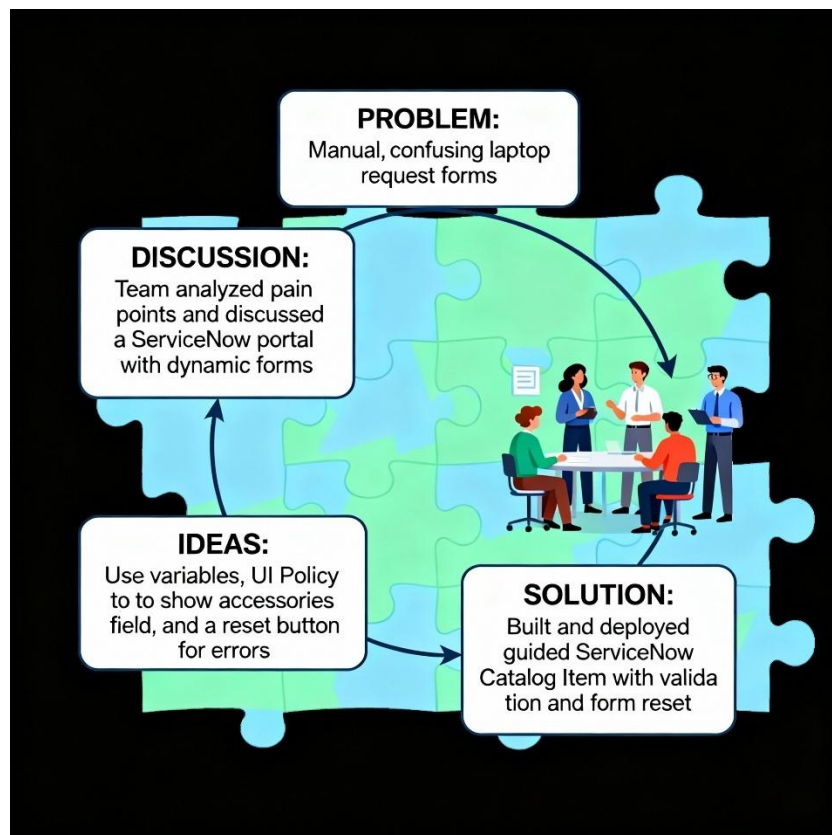 PROBLEM:
Manual, confusing laptop
request forms
DISCUSSION:
Team analyzed pain
points and discussed
a ServiceNow portal
with dynamic forms
IDEAS:
Use variables, UI Policy
to to show accessories
field, and a reset button
for errors
SOLUTION:
Built and deployed
guided ServiceNow
Catalog Item with valida
tion and form reset